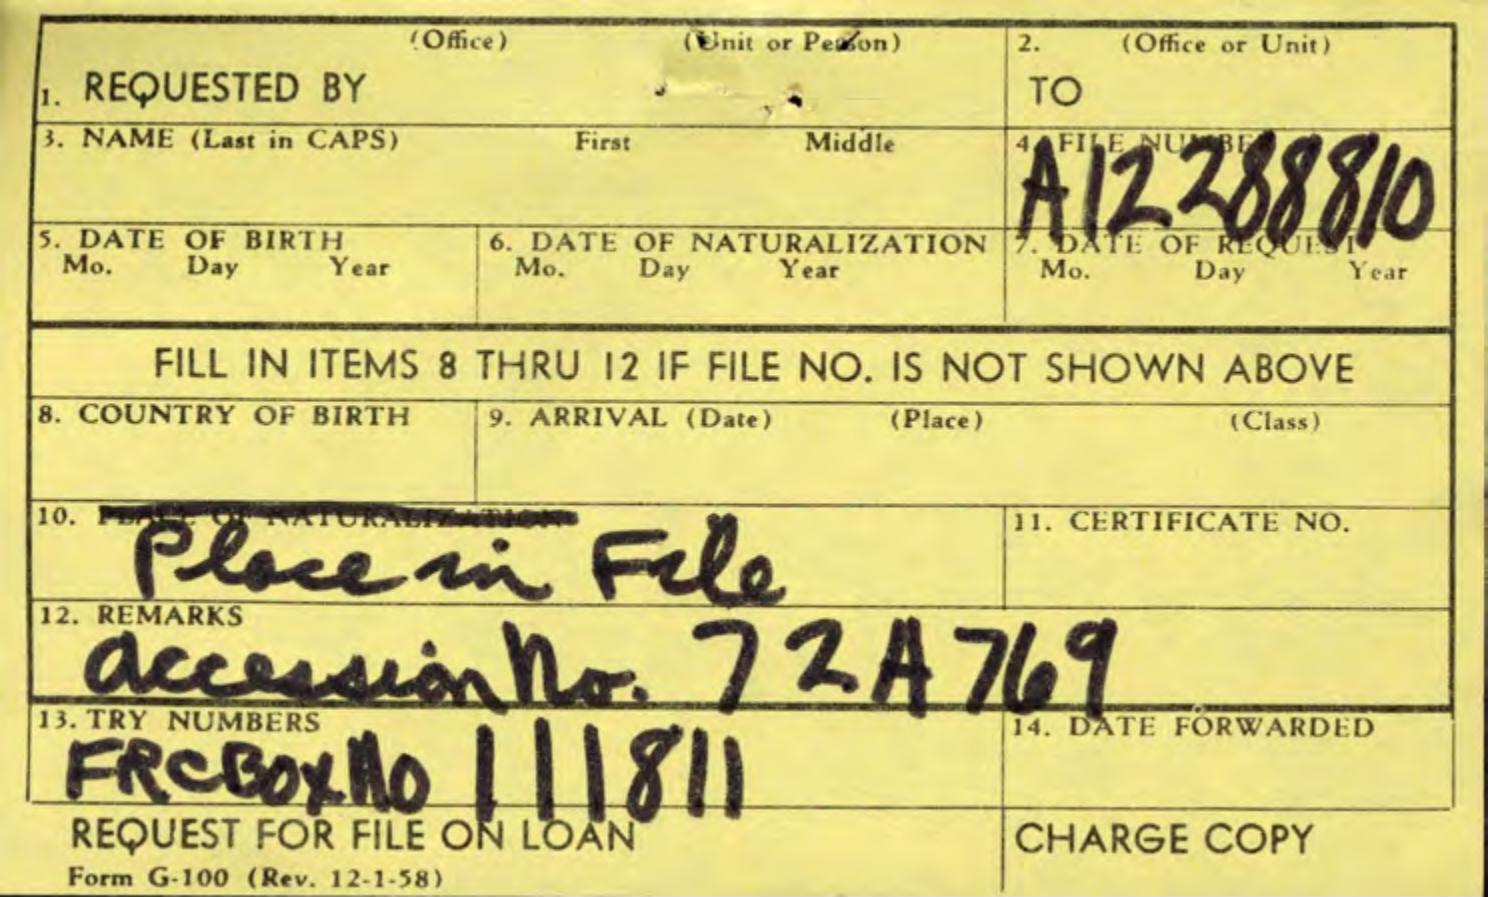 (Office) (Unit or Person) 2. (Office or Unit)
1. REQUESTED BY TO
3. NAME (Last in CAPS) First Middle 4. FILE NUMBER
A12288810
5. DATE OF BIRTH 6. DATE OF NATURALIZATION 7. DATE OF REQUEST
Mo. Day Year Mo. Day Year Mo. Day Year
FILL IN ITEMS 8 THRU 12 IF FILE NO. IS NOT SHOWN ABOVE
8. COUNTRY OF BIRTH 9. ARRIVAL (Date) (Place) (Class)
10. PLACE OF NATURALIZATION 11. CERTIFICATE NO.
Place in File
12. REMARKS
Accession No. 72A769
13. TRY NUMBERS 14. DATE FORWARDED
FRC BOX No 111811
REQUEST FOR FILE ON LOAN CHARGE COPY
Form G-100 (Rev. 12-1-58)